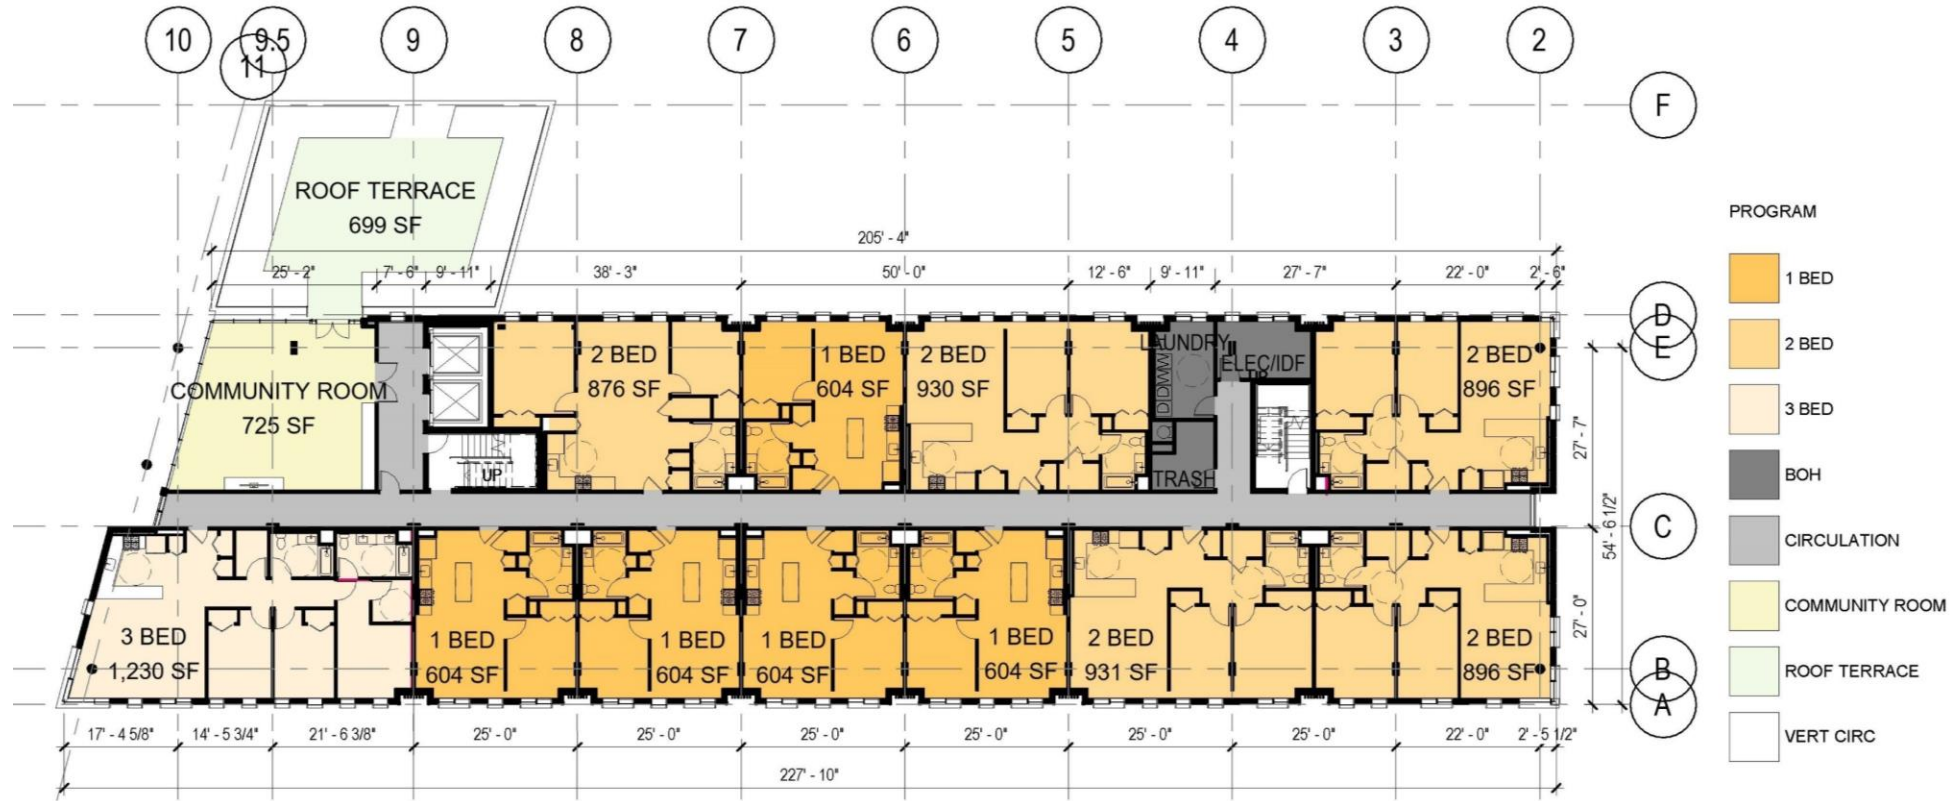 10
9.5
11
9
8
7
6
5
4
3
2
F
ROOF TERRACE
699 SF
205' - 4"
25' - 2"
7' - 6"
9' - 11"
38' - 3"
50' - 0"
12' - 6"
9' - 11"
27' - 7"
22' - 0"
2' - 6"
D
E
COMMUNITY ROOM
725 SF
2 BED
876 SF
1 BED
604 SF
2 BED
930 SF
LAUNDRY
DDWW
ELEC/IDF
UP
2 BED
896 SF
UP
TRASH
27' - 7"
C
54' - 6 1/2"
27' - 0"
3 BED
1,230 SF
1 BED
604 SF
1 BED
604 SF
1 BED
604 SF
1 BED
604 SF
2 BED
931 SF
2 BED
896 SF
B
A
17' - 4 5/8"
14' - 5 3/4"
21' - 6 3/8"
25' - 0"
25' - 0"
25' - 0"
25' - 0"
25' - 0"
25' - 0"
22' - 0"
2' - 5 1/2"
227' - 10"
PROGRAM
1 BED
2 BED
3 BED
BOH
CIRCULATION
COMMUNITY ROOM
ROOF TERRACE
VERT CIRC